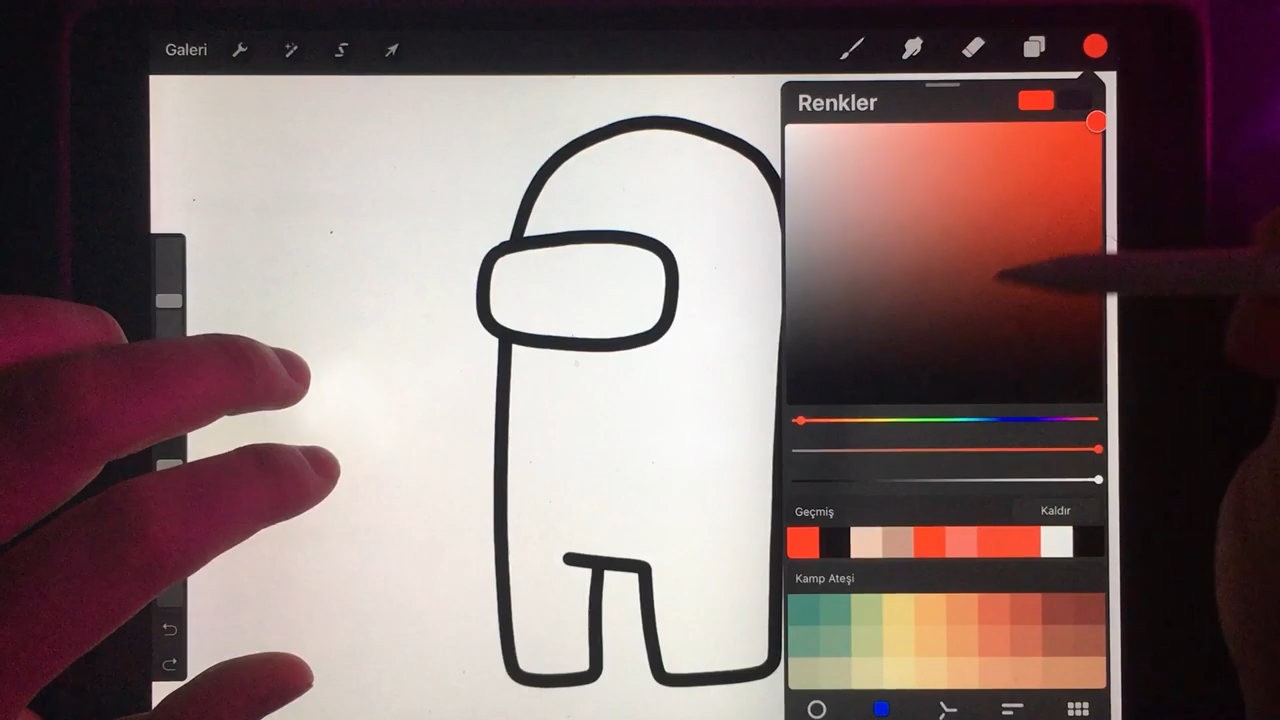 Galeri
Renkler
Geçmiş
Kaldır
Kamp Ateşi